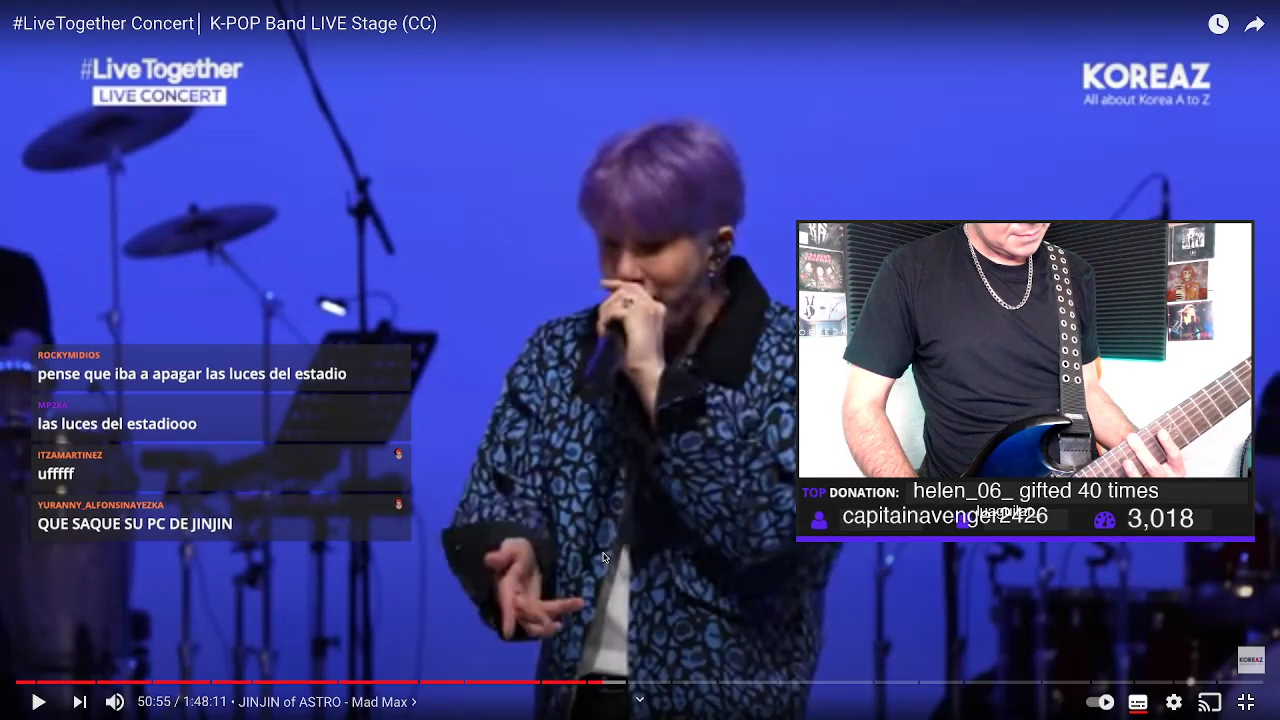 #LiveTogether Concert│ K-POP Band LIVE Stage (CC)
#LiveTogether
LIVE CONCERT
KOREAZ
All about Korea A to Z
ROCKYMIDIOS
pense que iba a apagar las luces del estadio
las luces del estadiooo
ITZAMARTINEZ
ufffff
YURANNY_ALFONSINAYEZKA
QUE SAQUE SU PC DE JINJIN
TOP DONATION: helen_06_ gifted 40 times
capitainavenger2426
3,018
KOREAZ
50:55 / 1:48:11 • JINJIN of ASTRO - Mad Max >